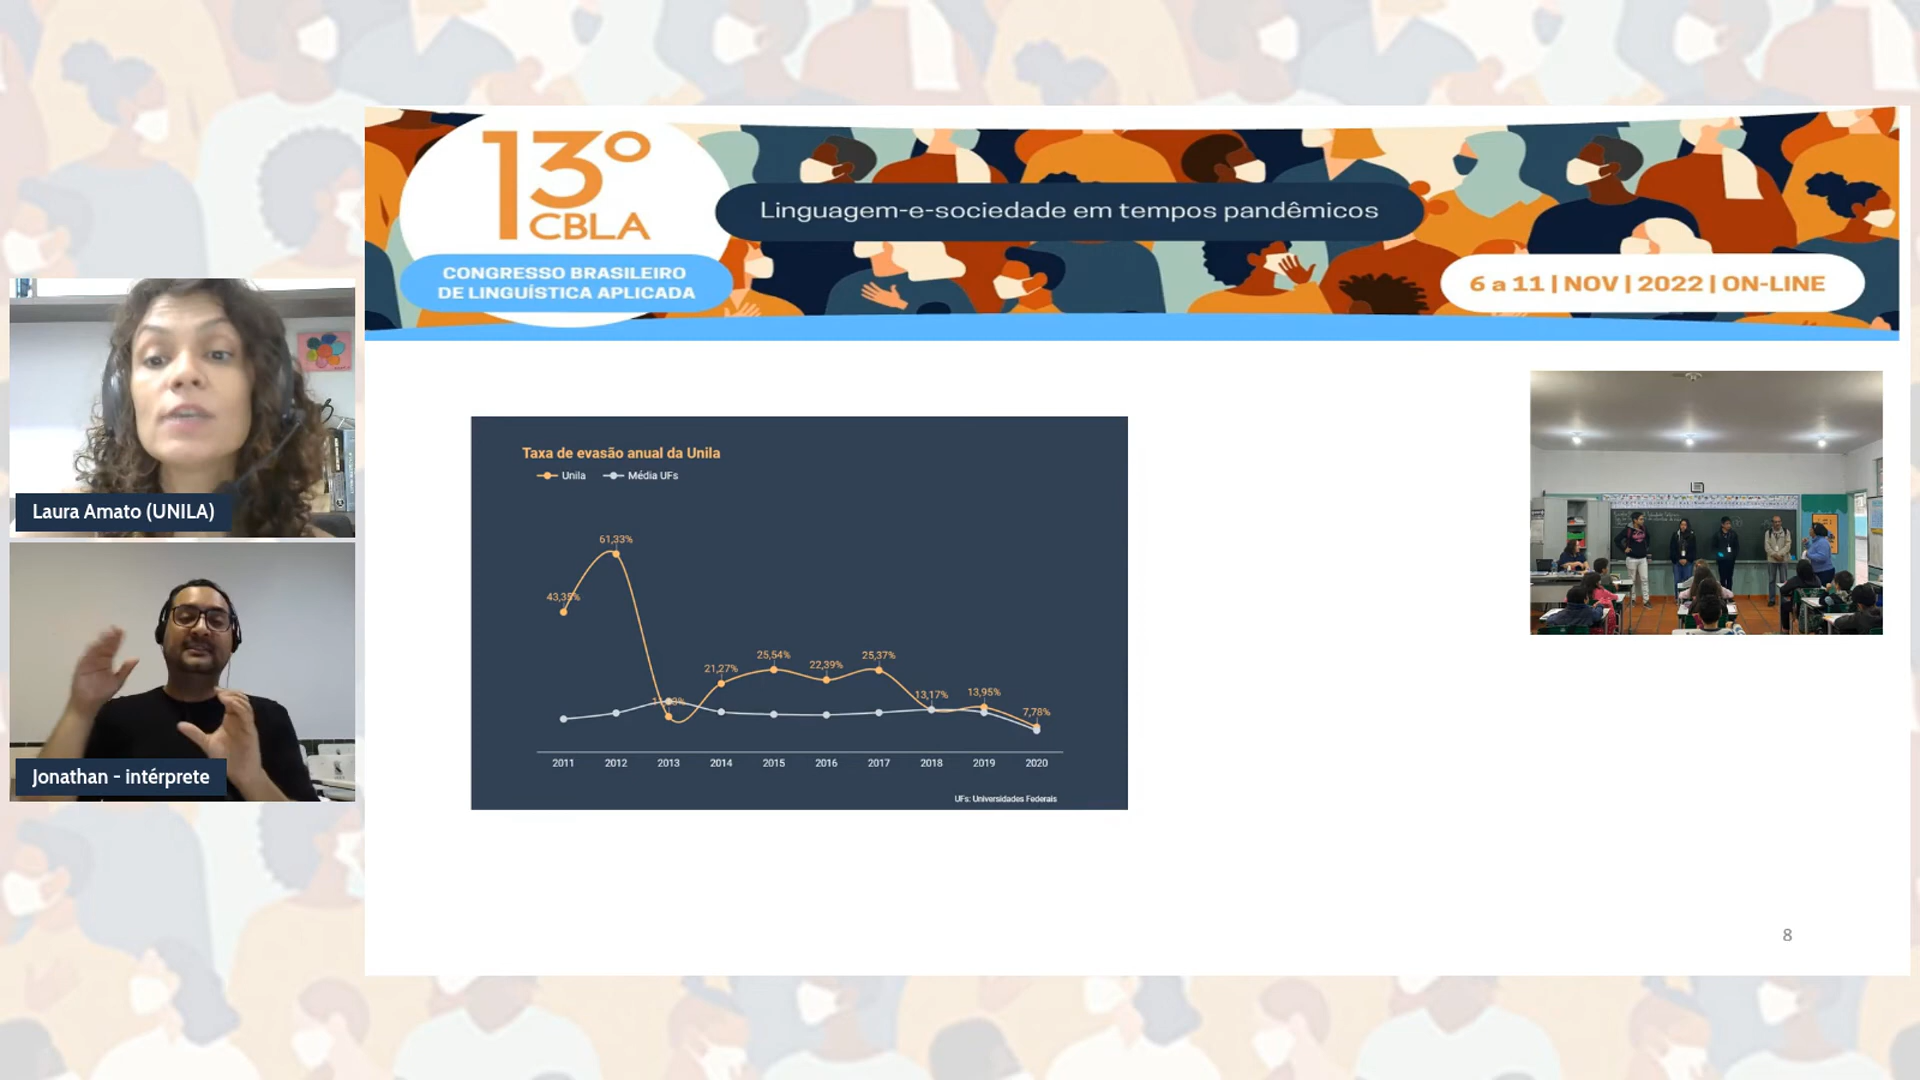 13º
CBLA
CONGRESSO BRASILEIRO
DE LINGUÍSTICA APLICADA
Linguagem-e-sociedade em tempos pandêmicos
6 a 11 | NOV | 2022 | ON-LINE
Laura Amato (UNILA)
Jonathan - intérprete
Taxa de evasão anual da Unila
Unila
Média UFs
61,33%
43,35%
21,27%
25,54%
22,39%
25,37%
13,17%
13,95%
7,78%
2011 2012 2013 2014 2015 2016 2017 2018 2019 2020
UFs: Universidades Federais
8